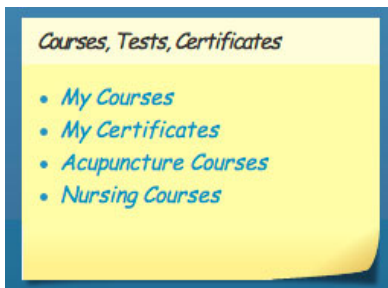 Courses, Tests, Certificates
My Courses
My Certificates
Acupuncture Courses
Nursing Courses